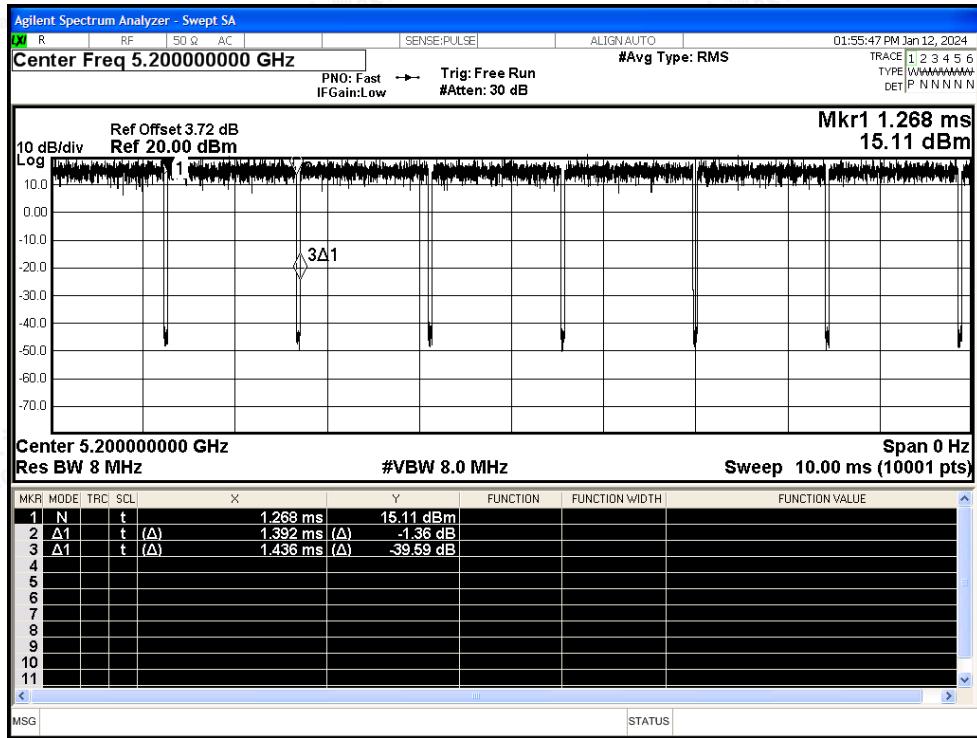 Agilent Spectrum Analyzer - Swept SA
LXI R RF 50 Ω AC SENSE:PULSE ALIGN AUTO 01:55:47 PM Jan 12, 2024
Center Freq 5.200000000 GHz #Avg Type: RMS TRACE 1 2 3 4 5 6
PNO: Fast Trig: Free Run TYPE WWWWWW
IFGain:Low #Atten: 30 dB DET P N N N N N
Mkr1 1.268 ms
Ref Offset 3.72 dB
10 dB/div Ref 20.00 dBm 15.11 dBm
Log
1
10.0
0.00
-10.0
3Δ1
-20.0
-30.0
-40.0
-50.0
-60.0
-70.0
Center 5.200000000 GHz Span 0 Hz
Res BW 8 MHz #VBW 8.0 MHz Sweep 10.00 ms (10001 pts)
MKR MODE TRC SCL X Y FUNCTION FUNCTION WIDTH FUNCTION VALUE
1 N t 1.268 ms 15.11 dBm
2 Δ1 t (Δ) 1.392 ms (Δ) -1.36 dB
3 Δ1 t (Δ) 1.436 ms (Δ) -39.59 dB
4
5
6
7
8
9
10
11
MSG STATUS